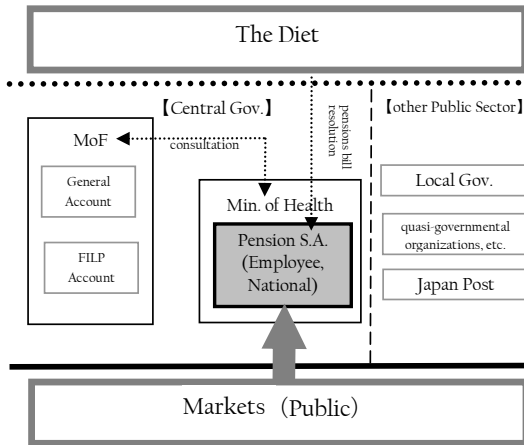 The Diet
【Central Gov.】
pensions bill
resolution
【other Public Sector】
MoF
consultation
General
Account
FILP
Account
Min. of Health
Pension S.A.
(Employee,
National)
Local Gov.
quasi-governmental
organizations, etc.
Japan Post
Markets (Public)